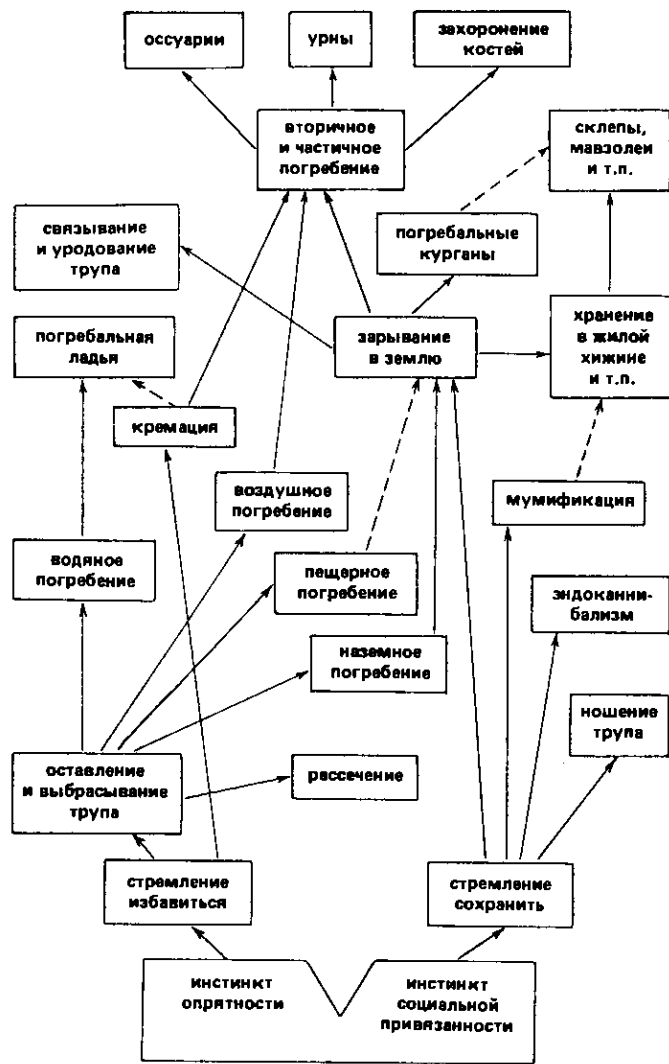 оссуарии
урны
захоронение
костей
вторичное
и частичное
погребение
склепы,
мавзолеи
и т.п.
связывание
и уродование
трупа
погребальные
курганы
погребальная
ладья
зарывание
в землю
хранение
в жилой
хижине
и т.п.
кремация
воздушное
погребение
мумификация
водяное
погребение
пещерное
погребение
эндоканни-
бализм
наземное
погребение
ношение
трупа
оставление
и выбрасывание
трупа
рассечение
стремление
избавиться
стремление
сохранить
инстинкт
опрятности
инстинкт
социальной
привязанности